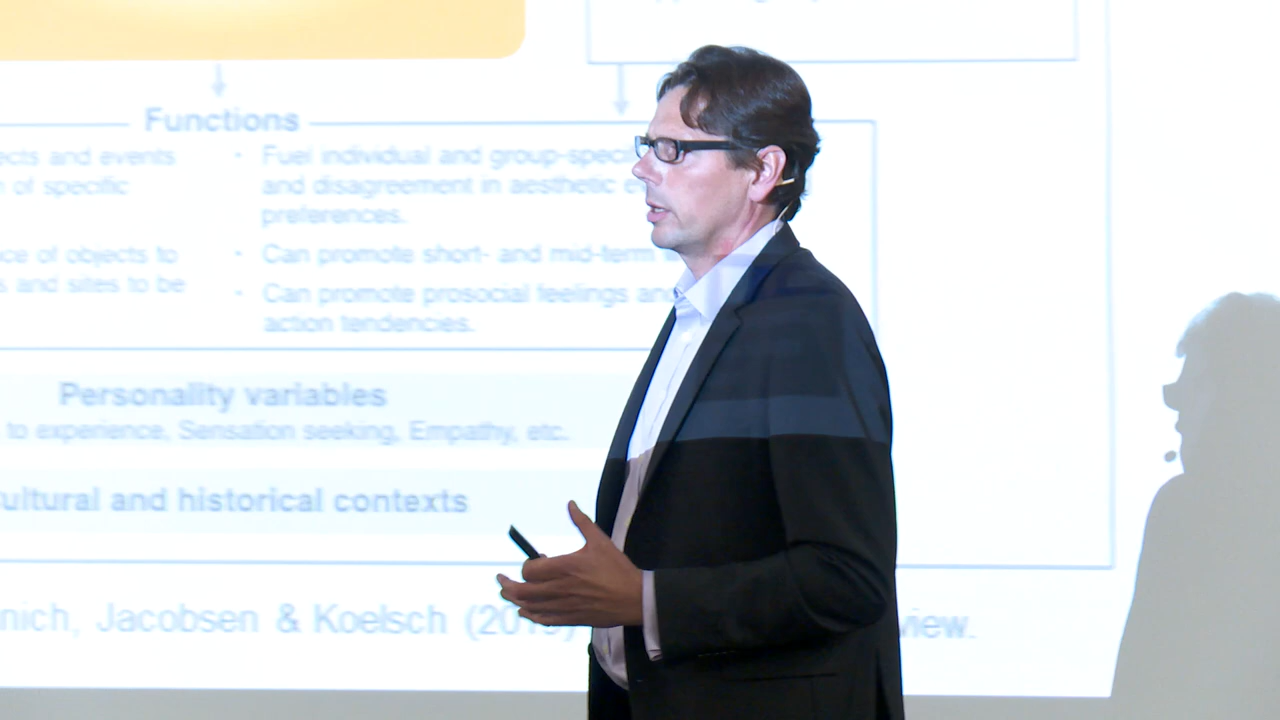 Functions
ects and events
n of specific
ce of objects to
s and sites to be
• Fuel individual and group-specifi
and disagreement in aesthetic e
preferences.
• Can promote short- and mid-term
• Can promote prosocial feelings and
action tendencies.
Personality variables
to experience, Sensation seeking, Empathy, etc.
ultural and historical contexts
nich, Jacobsen & Koelsch (20 view.